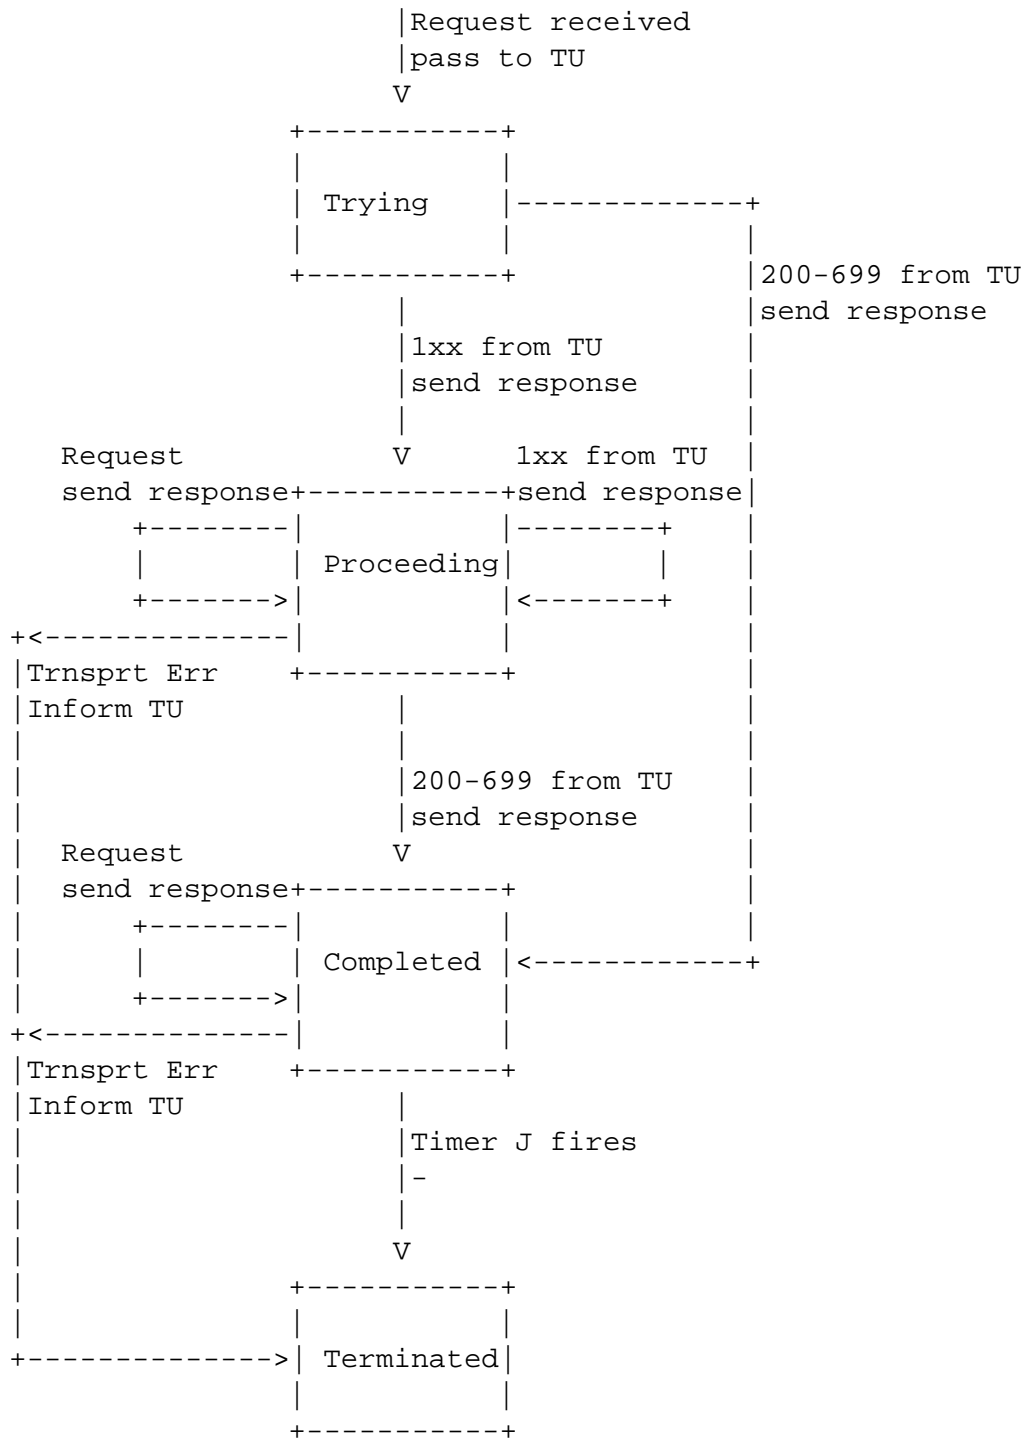 Request received
pass to TU
V
Trying
200-699 from TU
send response
1xx from TU
send response
Request V 1xx from TU
send response send response
Proceeding
Trnsprt Err
Inform TU
200-699 from TU
send response
Request V
send response
Completed
Trnsprt Err
Inform TU
Timer J fires
-
V
Terminated